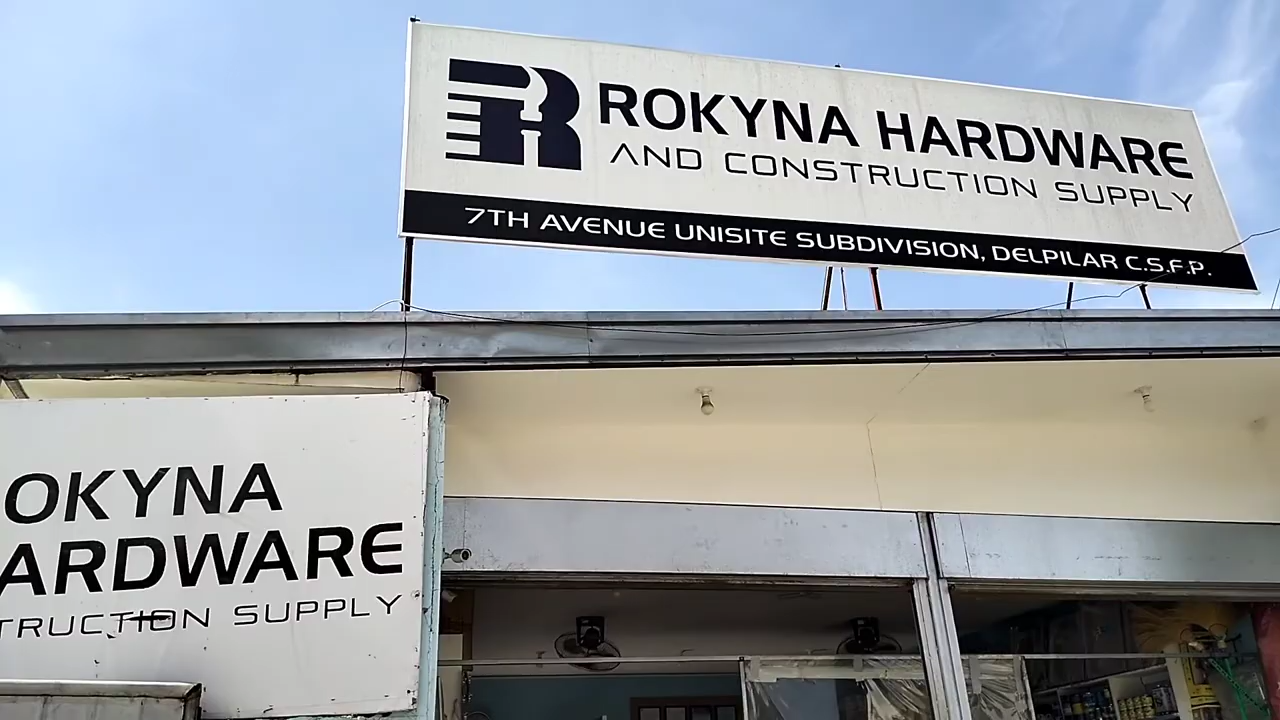 ROKYNA HARDWARE
AND CONSTRUCTION SUPPLY
7TH AVENUE UNISITE SUBDIVISION, DELPILAR C.S.F.P.
OKYNA
ARDWARE
TRUCTION SUPPLY